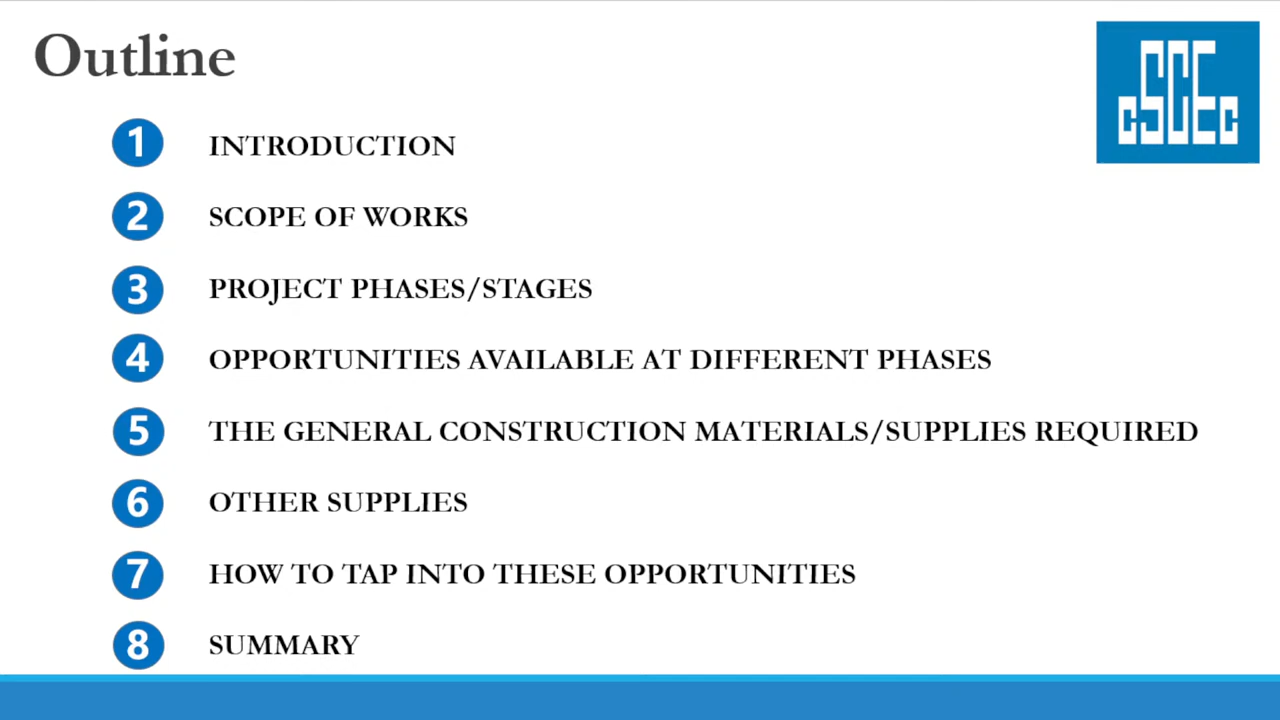 Outline
cSCEc
1 INTRODUCTION
2 SCOPE OF WORKS
3 PROJECT PHASES/STAGES
4 OPPORTUNITIES AVAILABLE AT DIFFERENT PHASES
5 THE GENERAL CONSTRUCTION MATERIALS/SUPPLIES REQUIRED
6 OTHER SUPPLIES
7 HOW TO TAP INTO THESE OPPORTUNITIES
8 SUMMARY